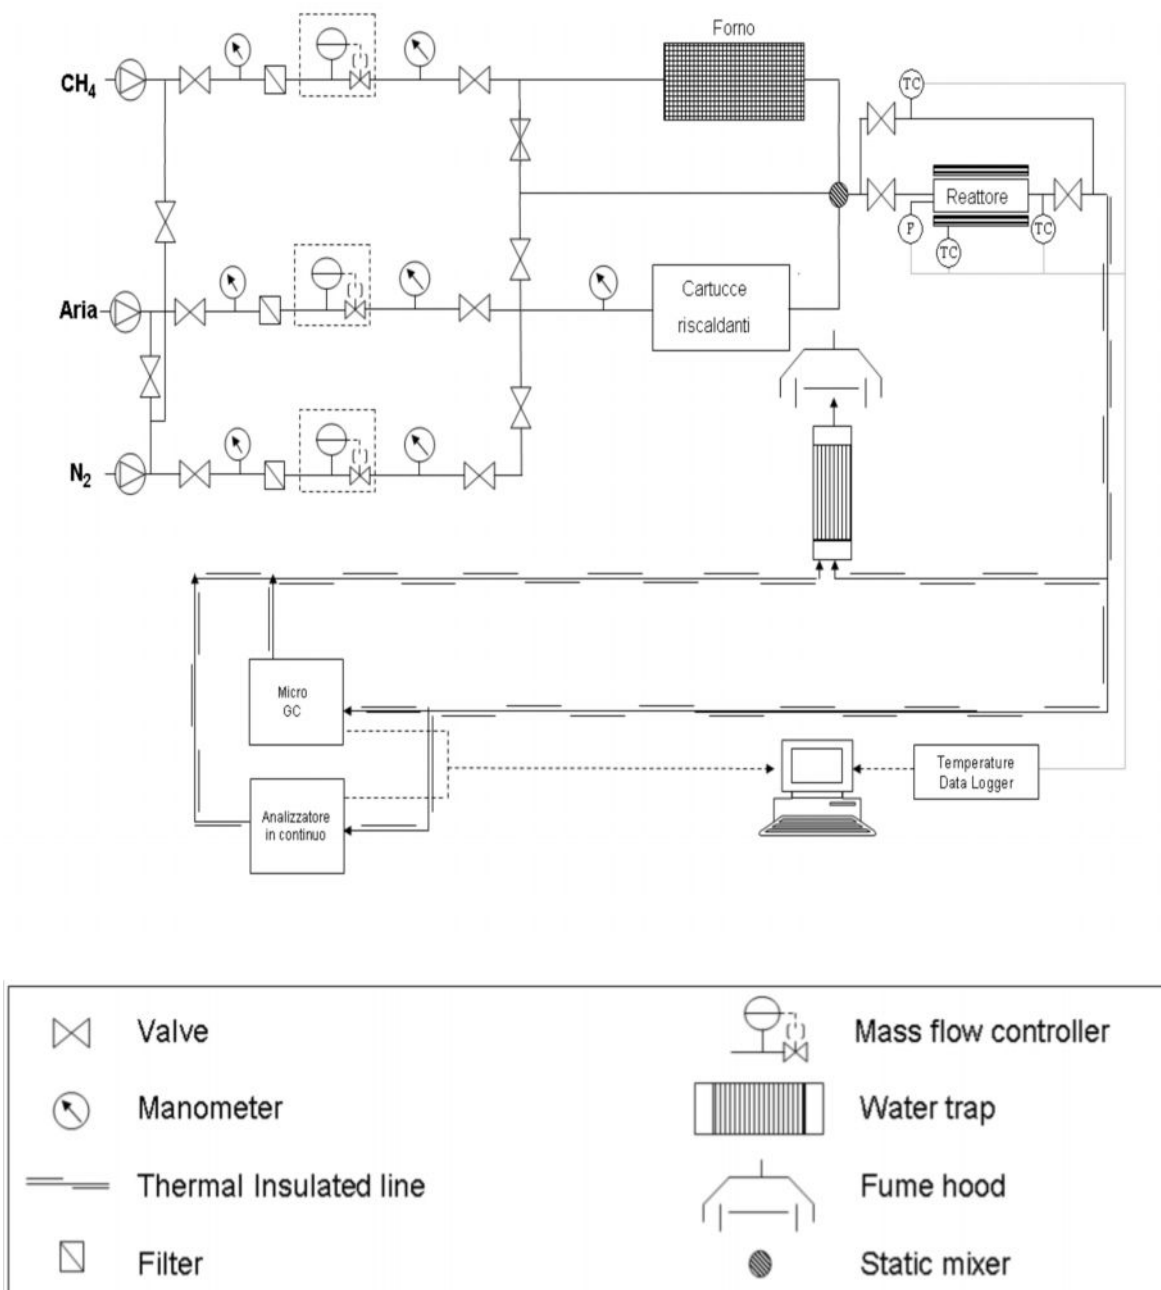 Forno
CH4
TC
Reattore
P
TC
TC
Aria
Cartucce
riscaldanti
N2
Micro
GC
Temperature
Data Logger
Analizzatore
in continuo
Valve
Mass flow controller
Manometer
Water trap
Thermal Insulated line
Fume hood
Filter
Static mixer